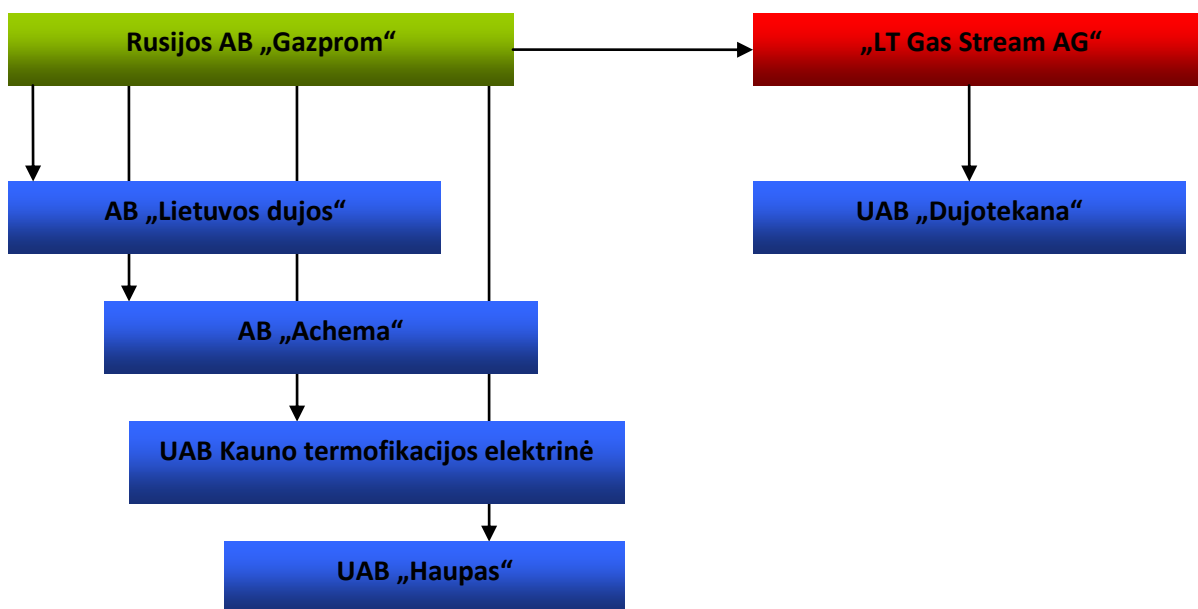 Rusijos AB „Gazprom“
„LT Gas Stream AG“
AB „Lietuvos dujos“
UAB „Dujotekana“
AB „Achema“
UAB Kauno termofikacijos elektrinė
UAB „Haupas“